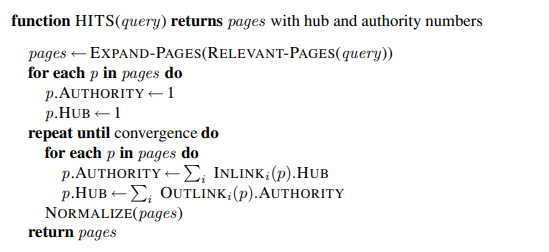 function HITS(query) returns pages with hub and authority numbers
pages ← EXPAND-PAGES(RELEVANT-PAGES(query))
for each p in pages do
p.AUTHORITY ← 1
p.HUB ← 1
repeat until convergence do
for each p in pages do
p.AUTHORITY ← ∑i INLINKi(p).HUB
p.HUB ← ∑i OUTLINKi(p).AUTHORITY
NORMALIZE(pages)
return pages